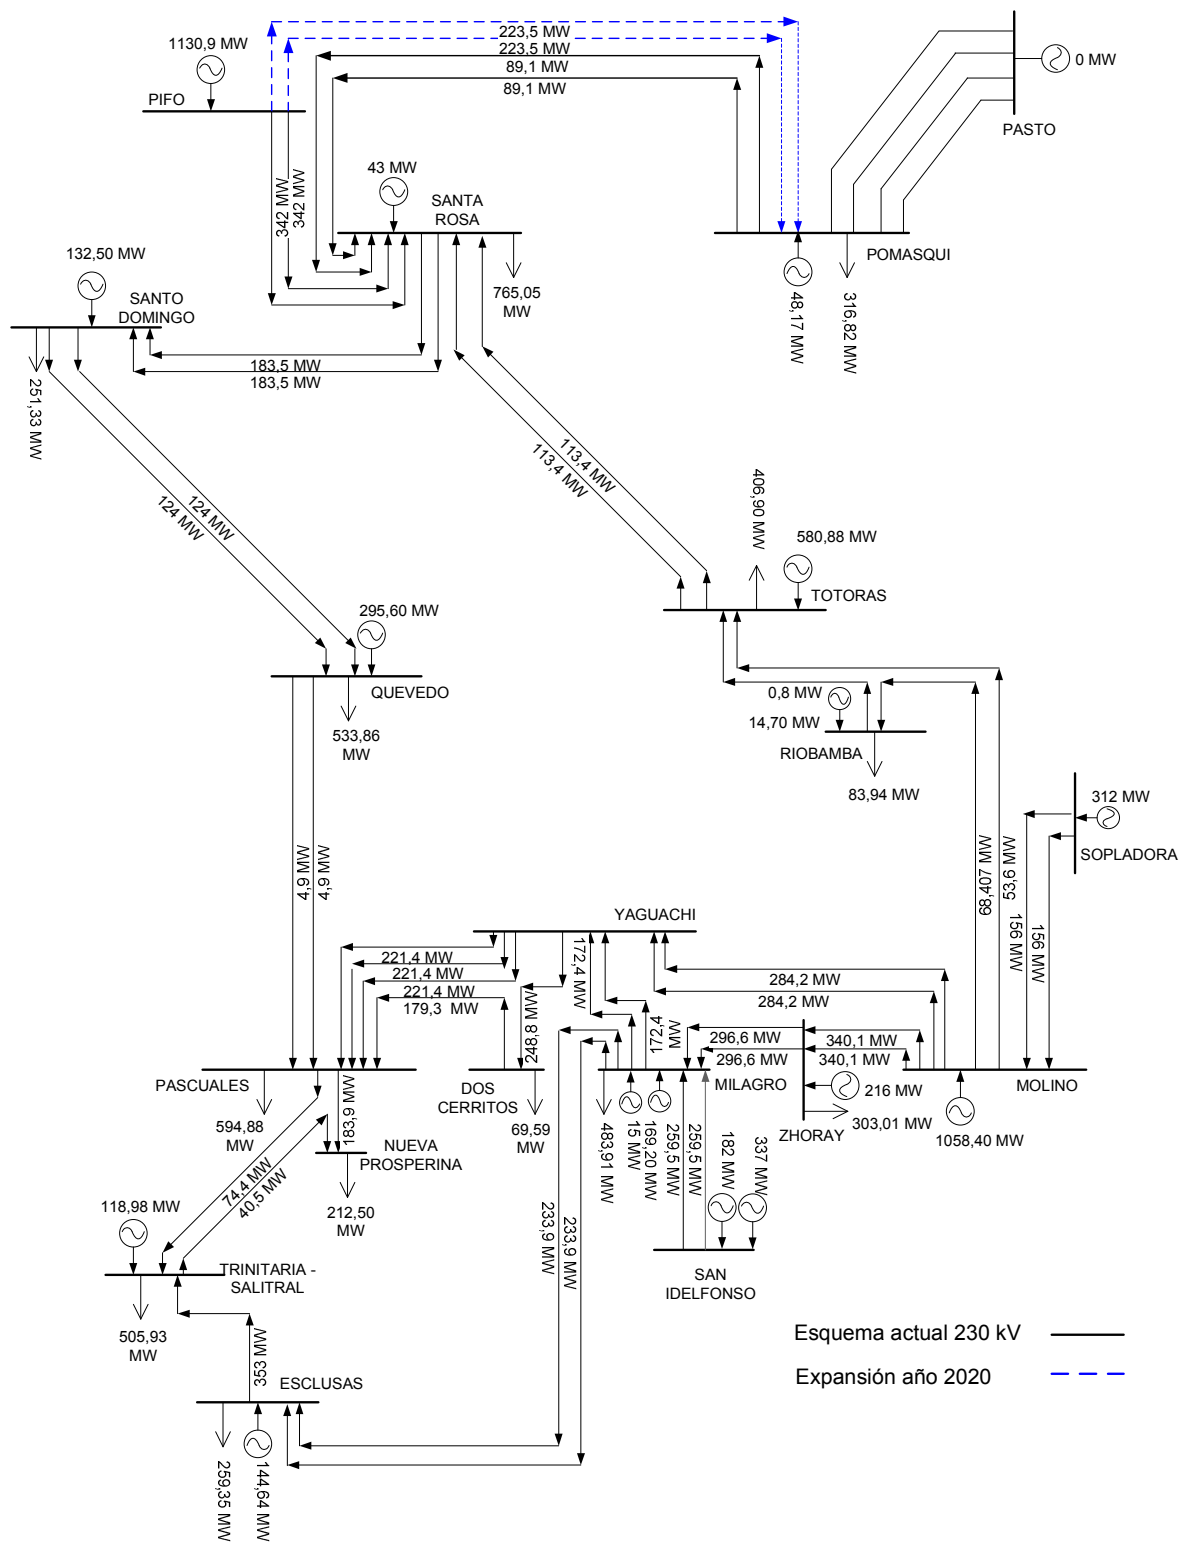 1130,9 MW
PIFO
223,5 MW
223,5 MW
89,1 MW
89,1 MW
0 MW
PASTO
342 MW
342 MW
43 MW
SANTA
ROSA
765,05
MW
POMASQUI
48,17 MW
316,82 MW
132,50 MW
SANTO
DOMINGO
183,5 MW
183,5 MW
251,33 MW
124 MW
124 MW
113,4 MW
113,4 MW
406,90 MW
580,88 MW
TOTORAS
295,60 MW
QUEVEDO
533,86
MW
0,8 MW
14,70 MW
RIOBAMBA
83,94 MW
312 MW
SOPLADORA
4,9 MW
4,9 MW
68,407 MW
53,6 MW
156 MW
156 MW
YAGUACHI
221,4 MW
221,4 MW
221,4 MW
179,3 MW
248,8 MW
172,4 MW
172,4
MW
284,2 MW
284,2 MW
296,6 MW
296,6 MW
340,1 MW
340,1 MW
PASCUALES
594,88
MW
183,9 MW
DOS
CERRITOS
69,59
MW
MILAGRO
483,91 MW
15 MW
169,20 MW
259,5 MW
259,5 MW
182 MW
337 MW
216 MW
303,01 MW
ZHORAY
MOLINO
1058,40 MW
NUEVA
PROSPERINA
212,50
MW
74,4 MW
40,5 MW
118,98 MW
TRINITARIA -
SALITRAL
505,93
MW
233,9 MW
233,9 MW
SAN
IDELFONSO
353 MW
ESCLUSAS
259,35 MW
144,64 MW
Esquema actual 230 kV
Expansión año 2020